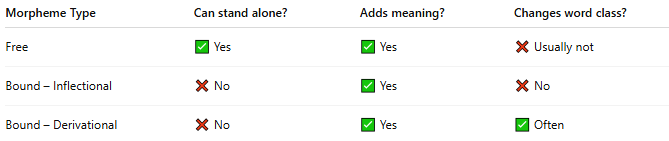 Morpheme Type Can stand alone? Adds meaning? Changes word class?
Free ✅ Yes ✅ Yes ❌ Usually not
Bound – Inflectional ❌ No ✅ Yes ❌ No
Bound – Derivational ❌ No ✅ Yes ✅ Often